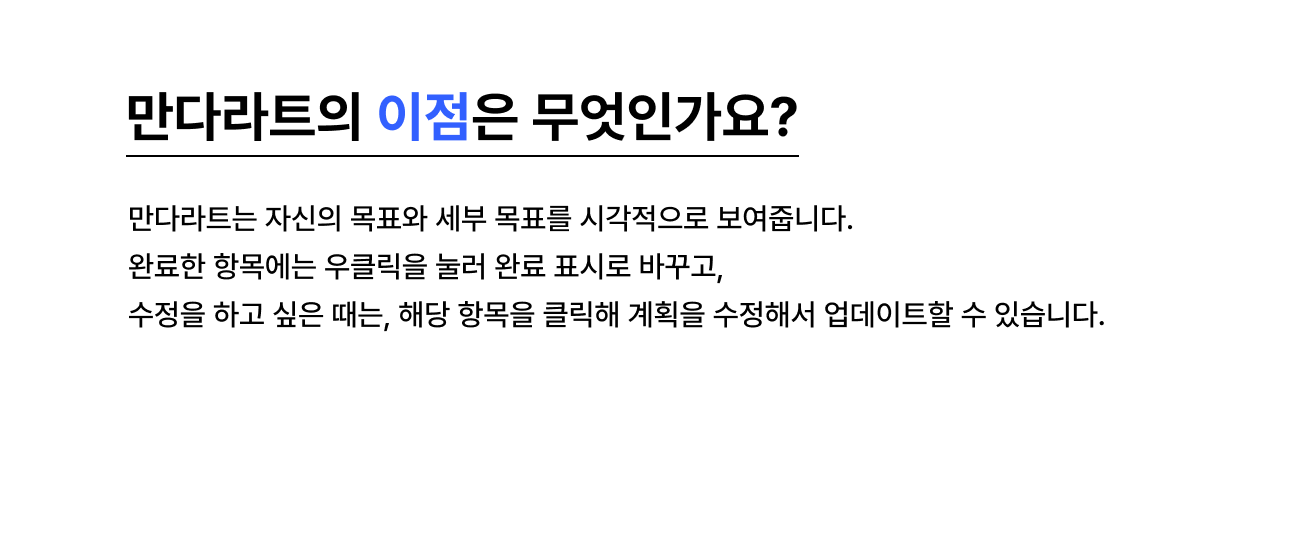 만다라트의 이점은 무엇인가요?
만다라트는 자신의 목표와 세부 목표를 시각적으로 보여줍니다.
완료한 항목에는 우클릭을 눌러 완료 표시로 바꾸고,
수정을 하고 싶은 때는, 해당 항목을 클릭해 계획을 수정해서 업데이트할 수 있습니다.